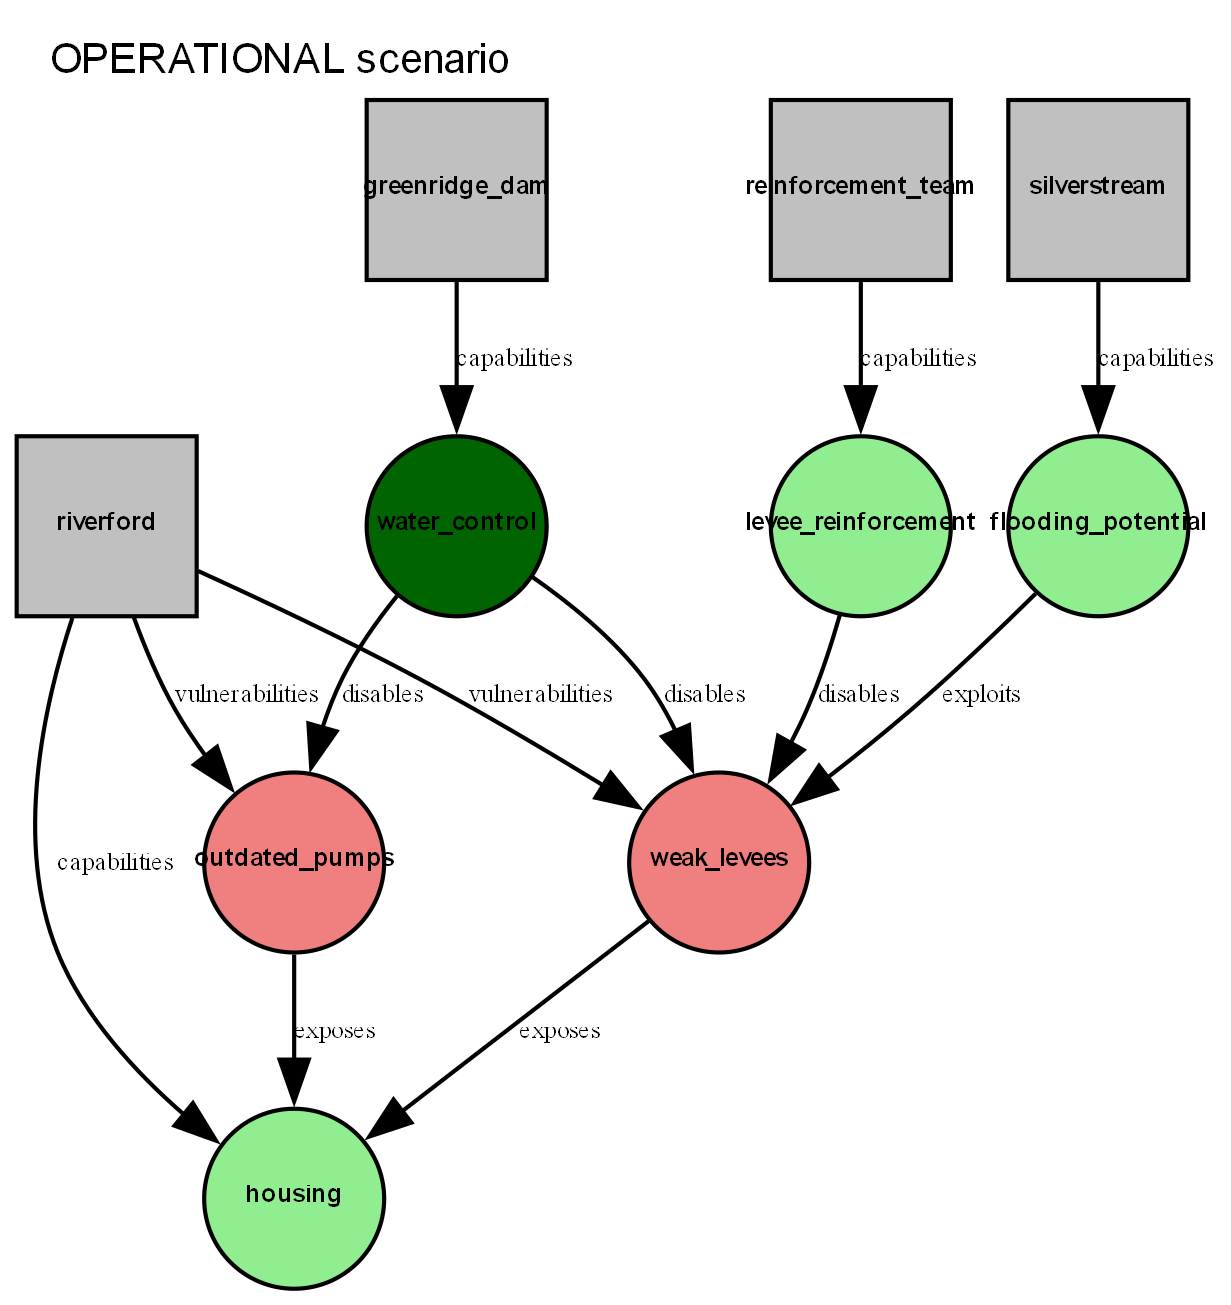 OPERATIONAL scenario
greenridge_dam
reinforcement_team
silverstream
capabilities
capabilities
capabilities
riverford
water_control
levee_reinforcement
flooding_potential
vulnerabilities
disables
vulnerabilities
disables
disables
exploits
capabilities
outdated_pumps
weak_levees
exposes
exposes
housing